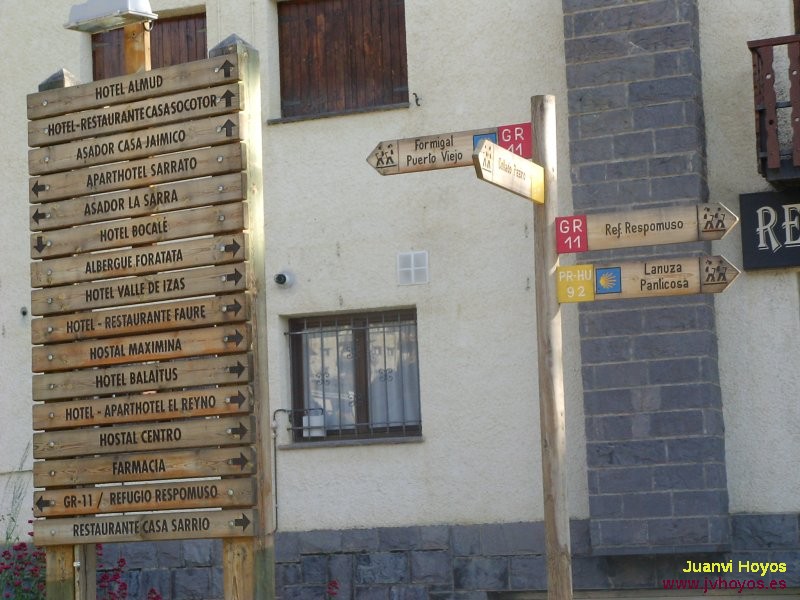 HOTEL ALMUD
HOTEL-RESTAURANTE CASA SOCOTOR
ASADOR CASA JAIMICO
APARTHOTEL SARRATO
ASADOR LA SARRA
HOTEL BOCALÉ
ALBERGUE FORATATA
HOTEL VALLE DE IZAS
HOTEL - RESTAURANTE FAURE
HOSTAL MAXIMINA
HOTEL BALAÍTUS
HOTEL - APARTHOTEL EL REYNO
HOSTAL CENTRO
FARMACIA
GR-11 / REFUGIO RESPOMUSO
RESTAURANTE CASA SARRIO
Formigal
Puerto Viejo
GR
11
GR
11
Ref. Respomuso
PR-HU
92
Lanuza
Panticosa
RE
Juanvi Hoyos
www.jvhoyos.es